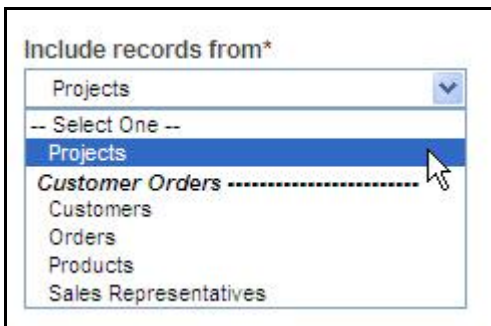 Include records from*
Projects
-- Select One --
Projects
Customer Orders ------------------------
Customers
Orders
Products
Sales Representatives